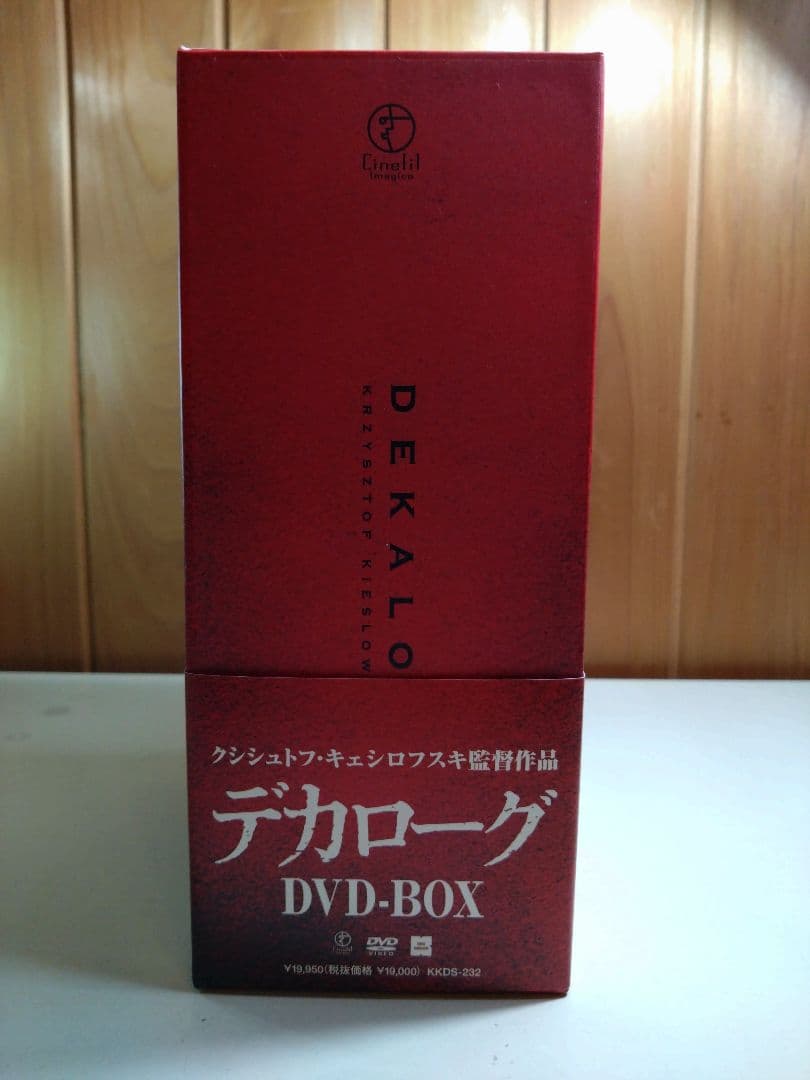 Cinefil
Imagica
DEKALO
KRZYSZTOF KIESLOW
クシシュトフ・キェシロフスキ監督作品
デカローグ
DVD-BOX
DVD
VIDEO
¥19,950(税抜価格 ¥19,000) KKDS-232